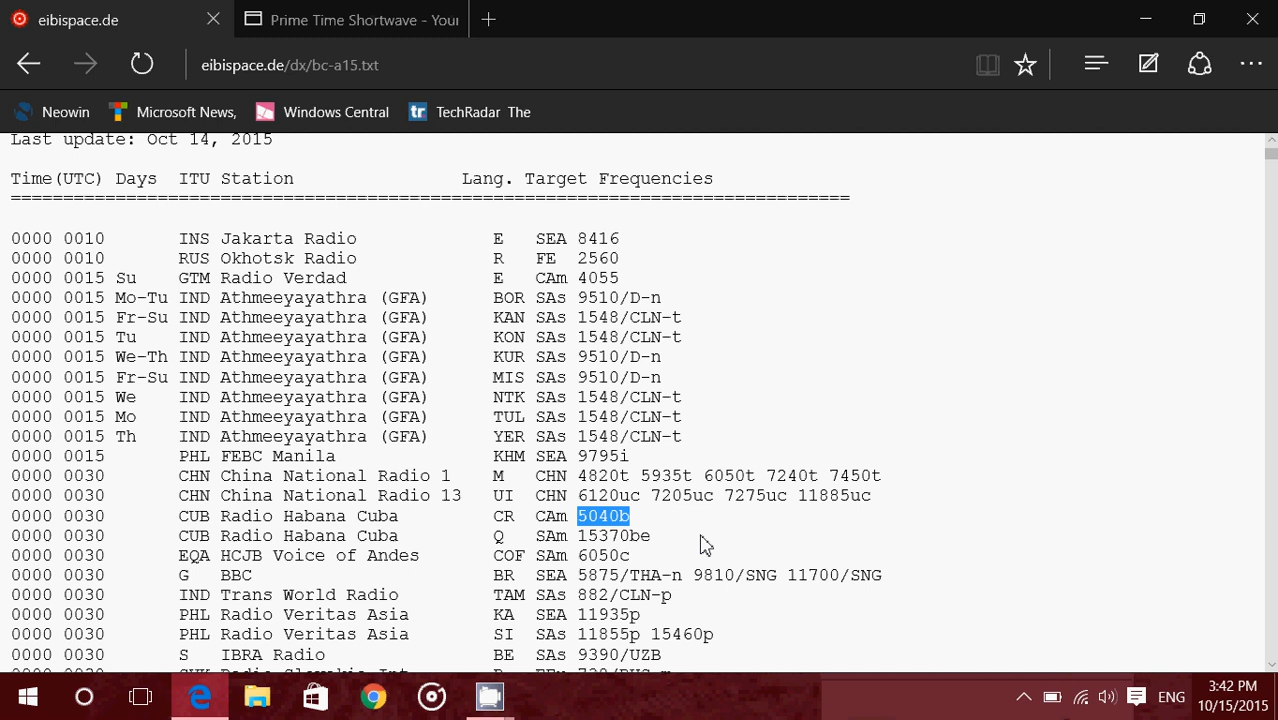 eibispace.de
Prime Time Shortwave - Your
eibispace.de/dx/bc-a15.txt
Neowin Microsoft News, Windows Central tr TechRadar The
Last update: Oct 14, 2015
Time(UTC) Days ITU Station Lang. Target Frequencies
================================================================================
0000 0010 INS Jakarta Radio E SEA 8416
0000 0010 RUS Okhotsk Radio R FE 2560
0000 0015 Su GTM Radio Verdad E CAm 4055
0000 0015 Mo-Tu IND Athmeeyayathra (GFA) BOR SAs 9510/D-n
0000 0015 Fr-Su IND Athmeeyayathra (GFA) KAN SAs 1548/CLN-t
0000 0015 Tu IND Athmeeyayathra (GFA) KON SAs 1548/CLN-t
0000 0015 We-Th IND Athmeeyayathra (GFA) KUR SAs 9510/D-n
0000 0015 Fr-Su IND Athmeeyayathra (GFA) MIS SAs 9510/D-n
0000 0015 We IND Athmeeyayathra (GFA) NTK SAs 1548/CLN-t
0000 0015 Mo IND Athmeeyayathra (GFA) TUL SAs 1548/CLN-t
0000 0015 Th IND Athmeeyayathra (GFA) YER SAs 1548/CLN-t
0000 0015 PHL FEBC Manila KHM SEA 9795i
0000 0030 CHN China National Radio 1 M CHN 4820t 5935t 6050t 7240t 7450t
0000 0030 CHN China National Radio 13 UI CHN 6120uc 7205uc 7275uc 11885uc
0000 0030 CUB Radio Habana Cuba CR CAm 5040b
0000 0030 CUB Radio Habana Cuba Q SAm 15370be
0000 0030 EQA HCJB Voice of Andes COF SAm 6050c
0000 0030 G BBC BR SEA 5875/THA-n 9810/SNG 11700/SNG
0000 0030 IND Trans World Radio TAM SAs 882/CLN-p
0000 0030 PHL Radio Veritas Asia KA SEA 11935p
0000 0030 PHL Radio Veritas Asia SI SAs 11855p 15460p
0000 0030 S IBRA Radio BE SAs 9390/UZB
ENG
3:42 PM
10/15/2015